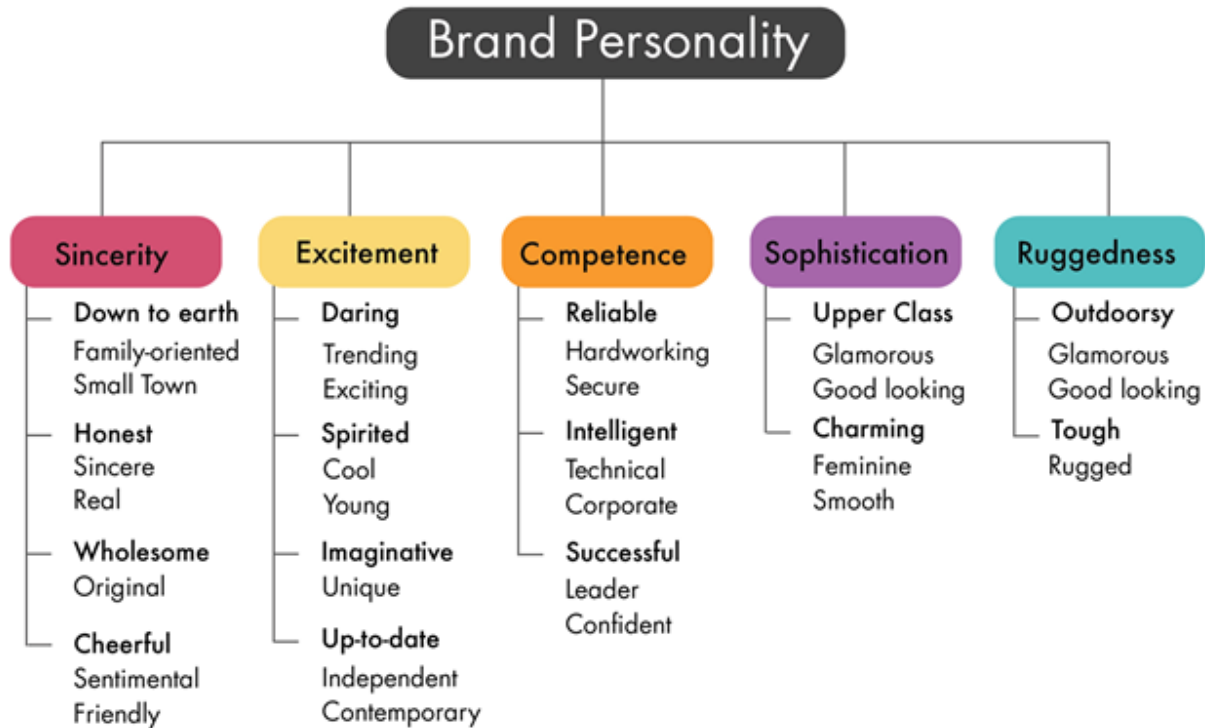 Brand Personality
Sincerity
Down to earth
Family-oriented
Small Town
Honest
Sincere
Real
Wholesome
Original
Cheerful
Sentimental
Friendly
Excitement
Daring
Trending
Exciting
Spirited
Cool
Young
Imaginative
Unique
Up-to-date
Independent
Contemporary
Competence
Reliable
Hardworking
Secure
Intelligent
Technical
Corporate
Successful
Leader
Confident
Sophistication
Upper Class
Glamorous
Good looking
Charming
Feminine
Smooth
Ruggedness
Outdoorsy
Glamorous
Good looking
Tough
Rugged